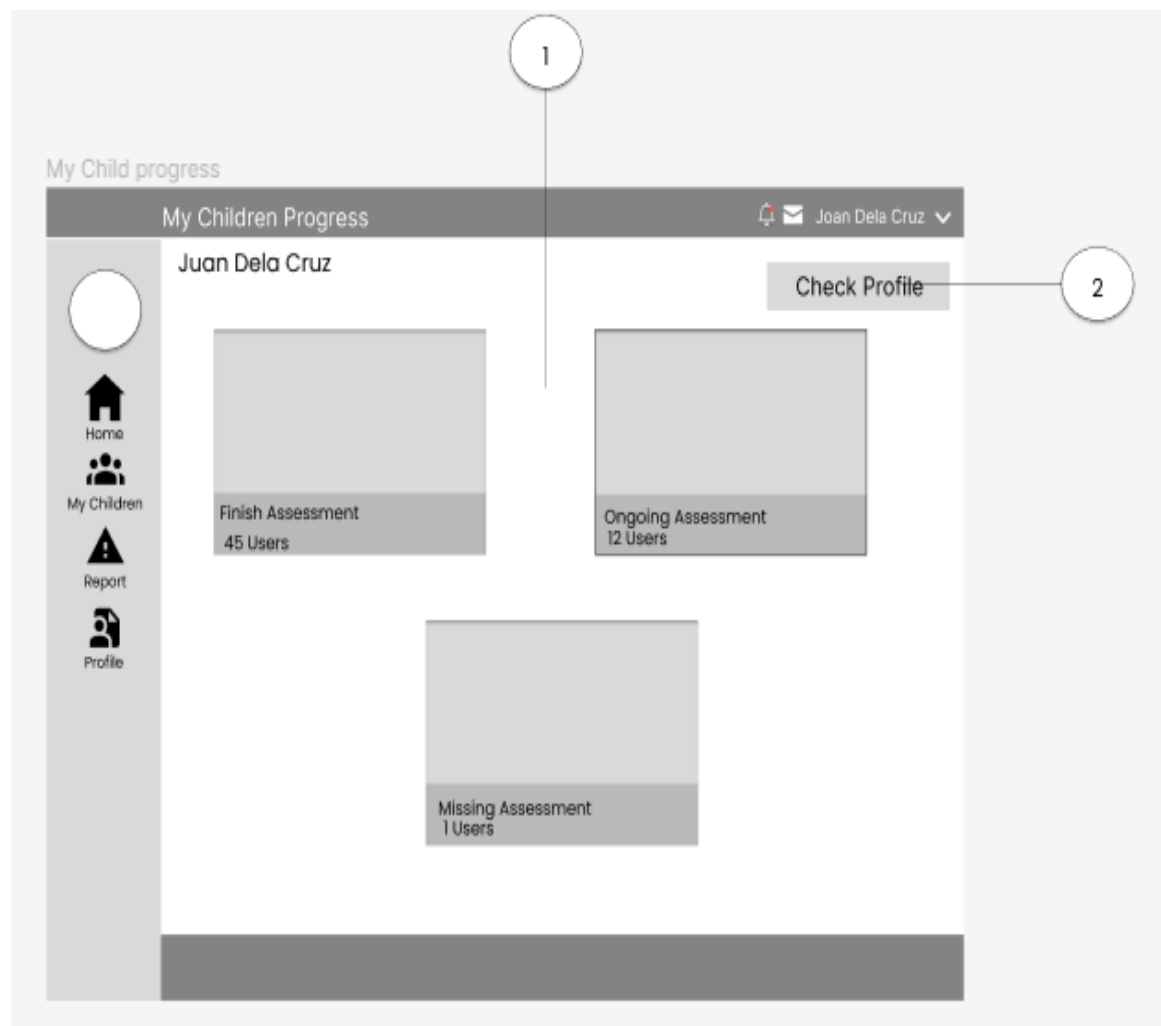 1
My Child progress
My Children Progress
Joan Dela Cruz
Juan Dela Cruz
Check Profile
2
Home
My Children
Report
Profile
Finish Assessment
45 Users
Ongoing Assessment
12 Users
Missing Assessment
1 Users